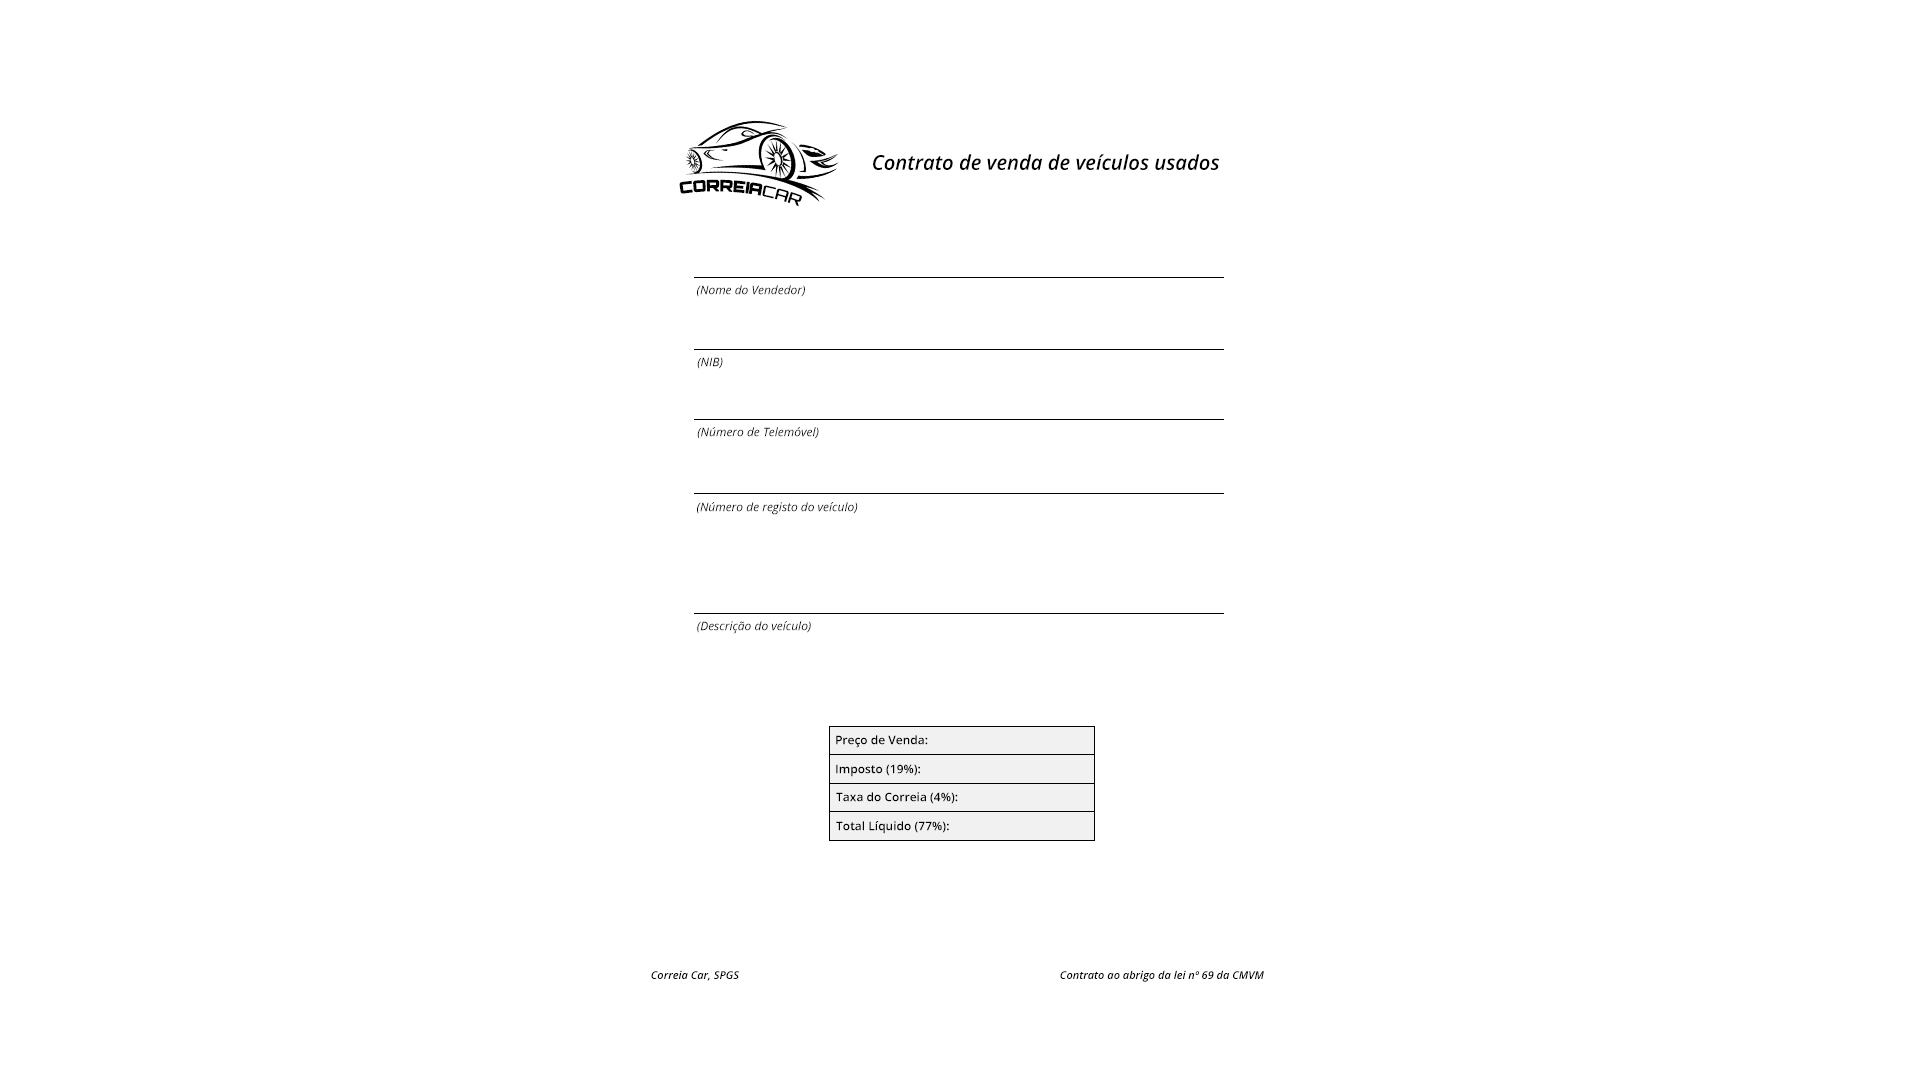 CORREIACAR
Contrato de venda de veículos usados
(Nome do Vendedor)
(NIB)
(Número de Telemóvel)
(Número de registo do veículo)
(Descrição do veículo)
Preço de Venda:
Imposto (19%):
Taxa do Correia (4%):
Total Líquido (77%):
Correia Car, SPGS
Contrato ao abrigo da lei nº 69 da CMVM